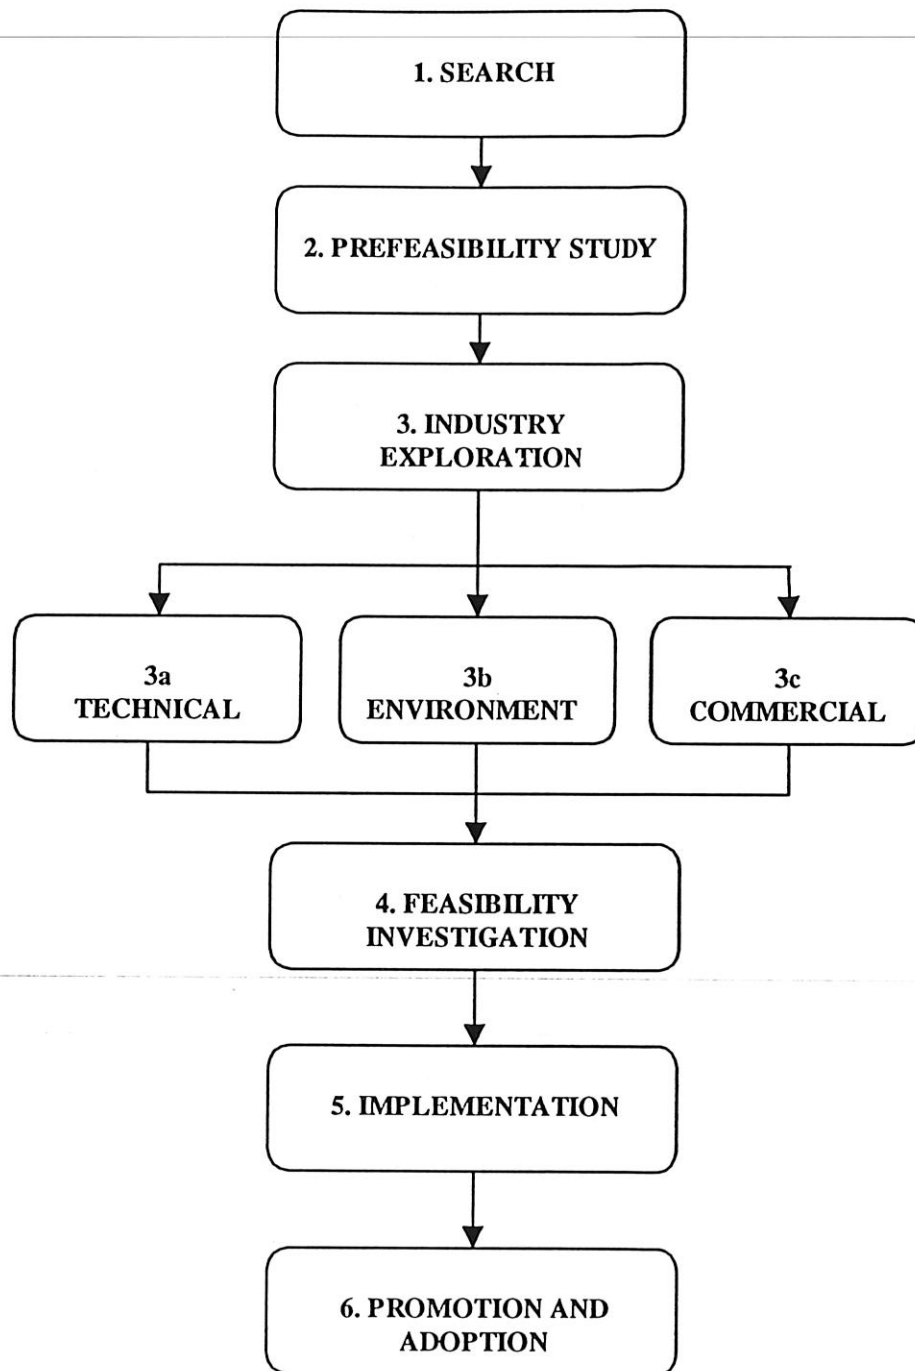 1. SEARCH
2. PREFEASIBILITY STUDY
3. INDUSTRY
EXPLORATION
3a
TECHNICAL
3b
ENVIRONMENT
3c
COMMERCIAL
4. FEASIBILITY
INVESTIGATION
5. IMPLEMENTATION
6. PROMOTION AND
ADOPTION